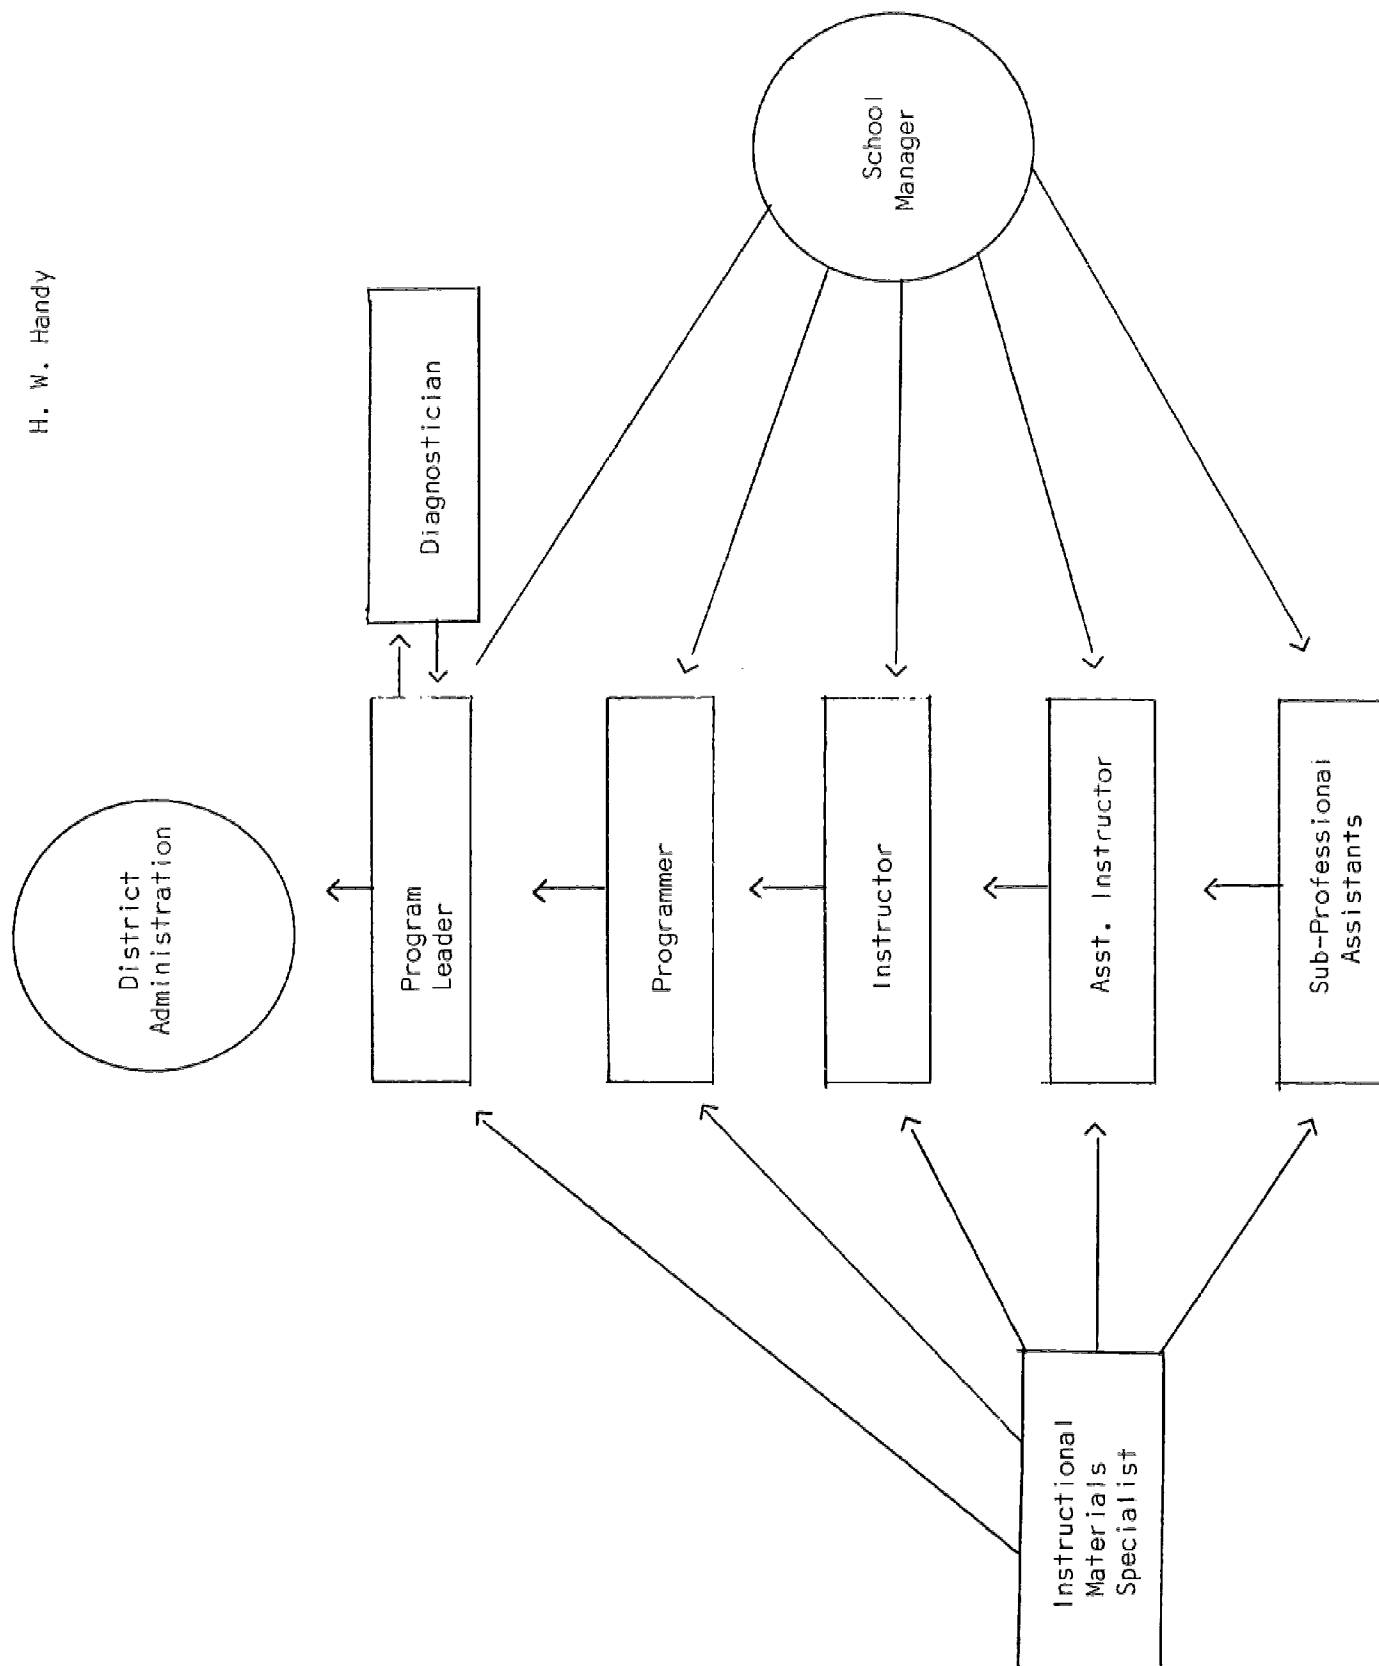 H. W. Handy
District
Administration
Program
Leader
Diagnostician
Programmer
School
Manager
Instructor
Asst. Instructor
Sub-Professional
Assistants
Instructional
Materials
Specialist